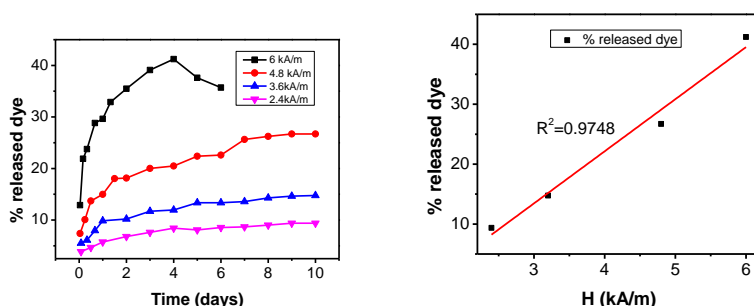 40
30
20
10
% released dye
6 kA/m
4.8 kA/m
3.6kA/m
2.4kA/m
0 2 4 6 8 10
Time (days)
40
30
20
10
% released dye
% released dye
R²=0.9748
3 4 5 6
H (kA/m)